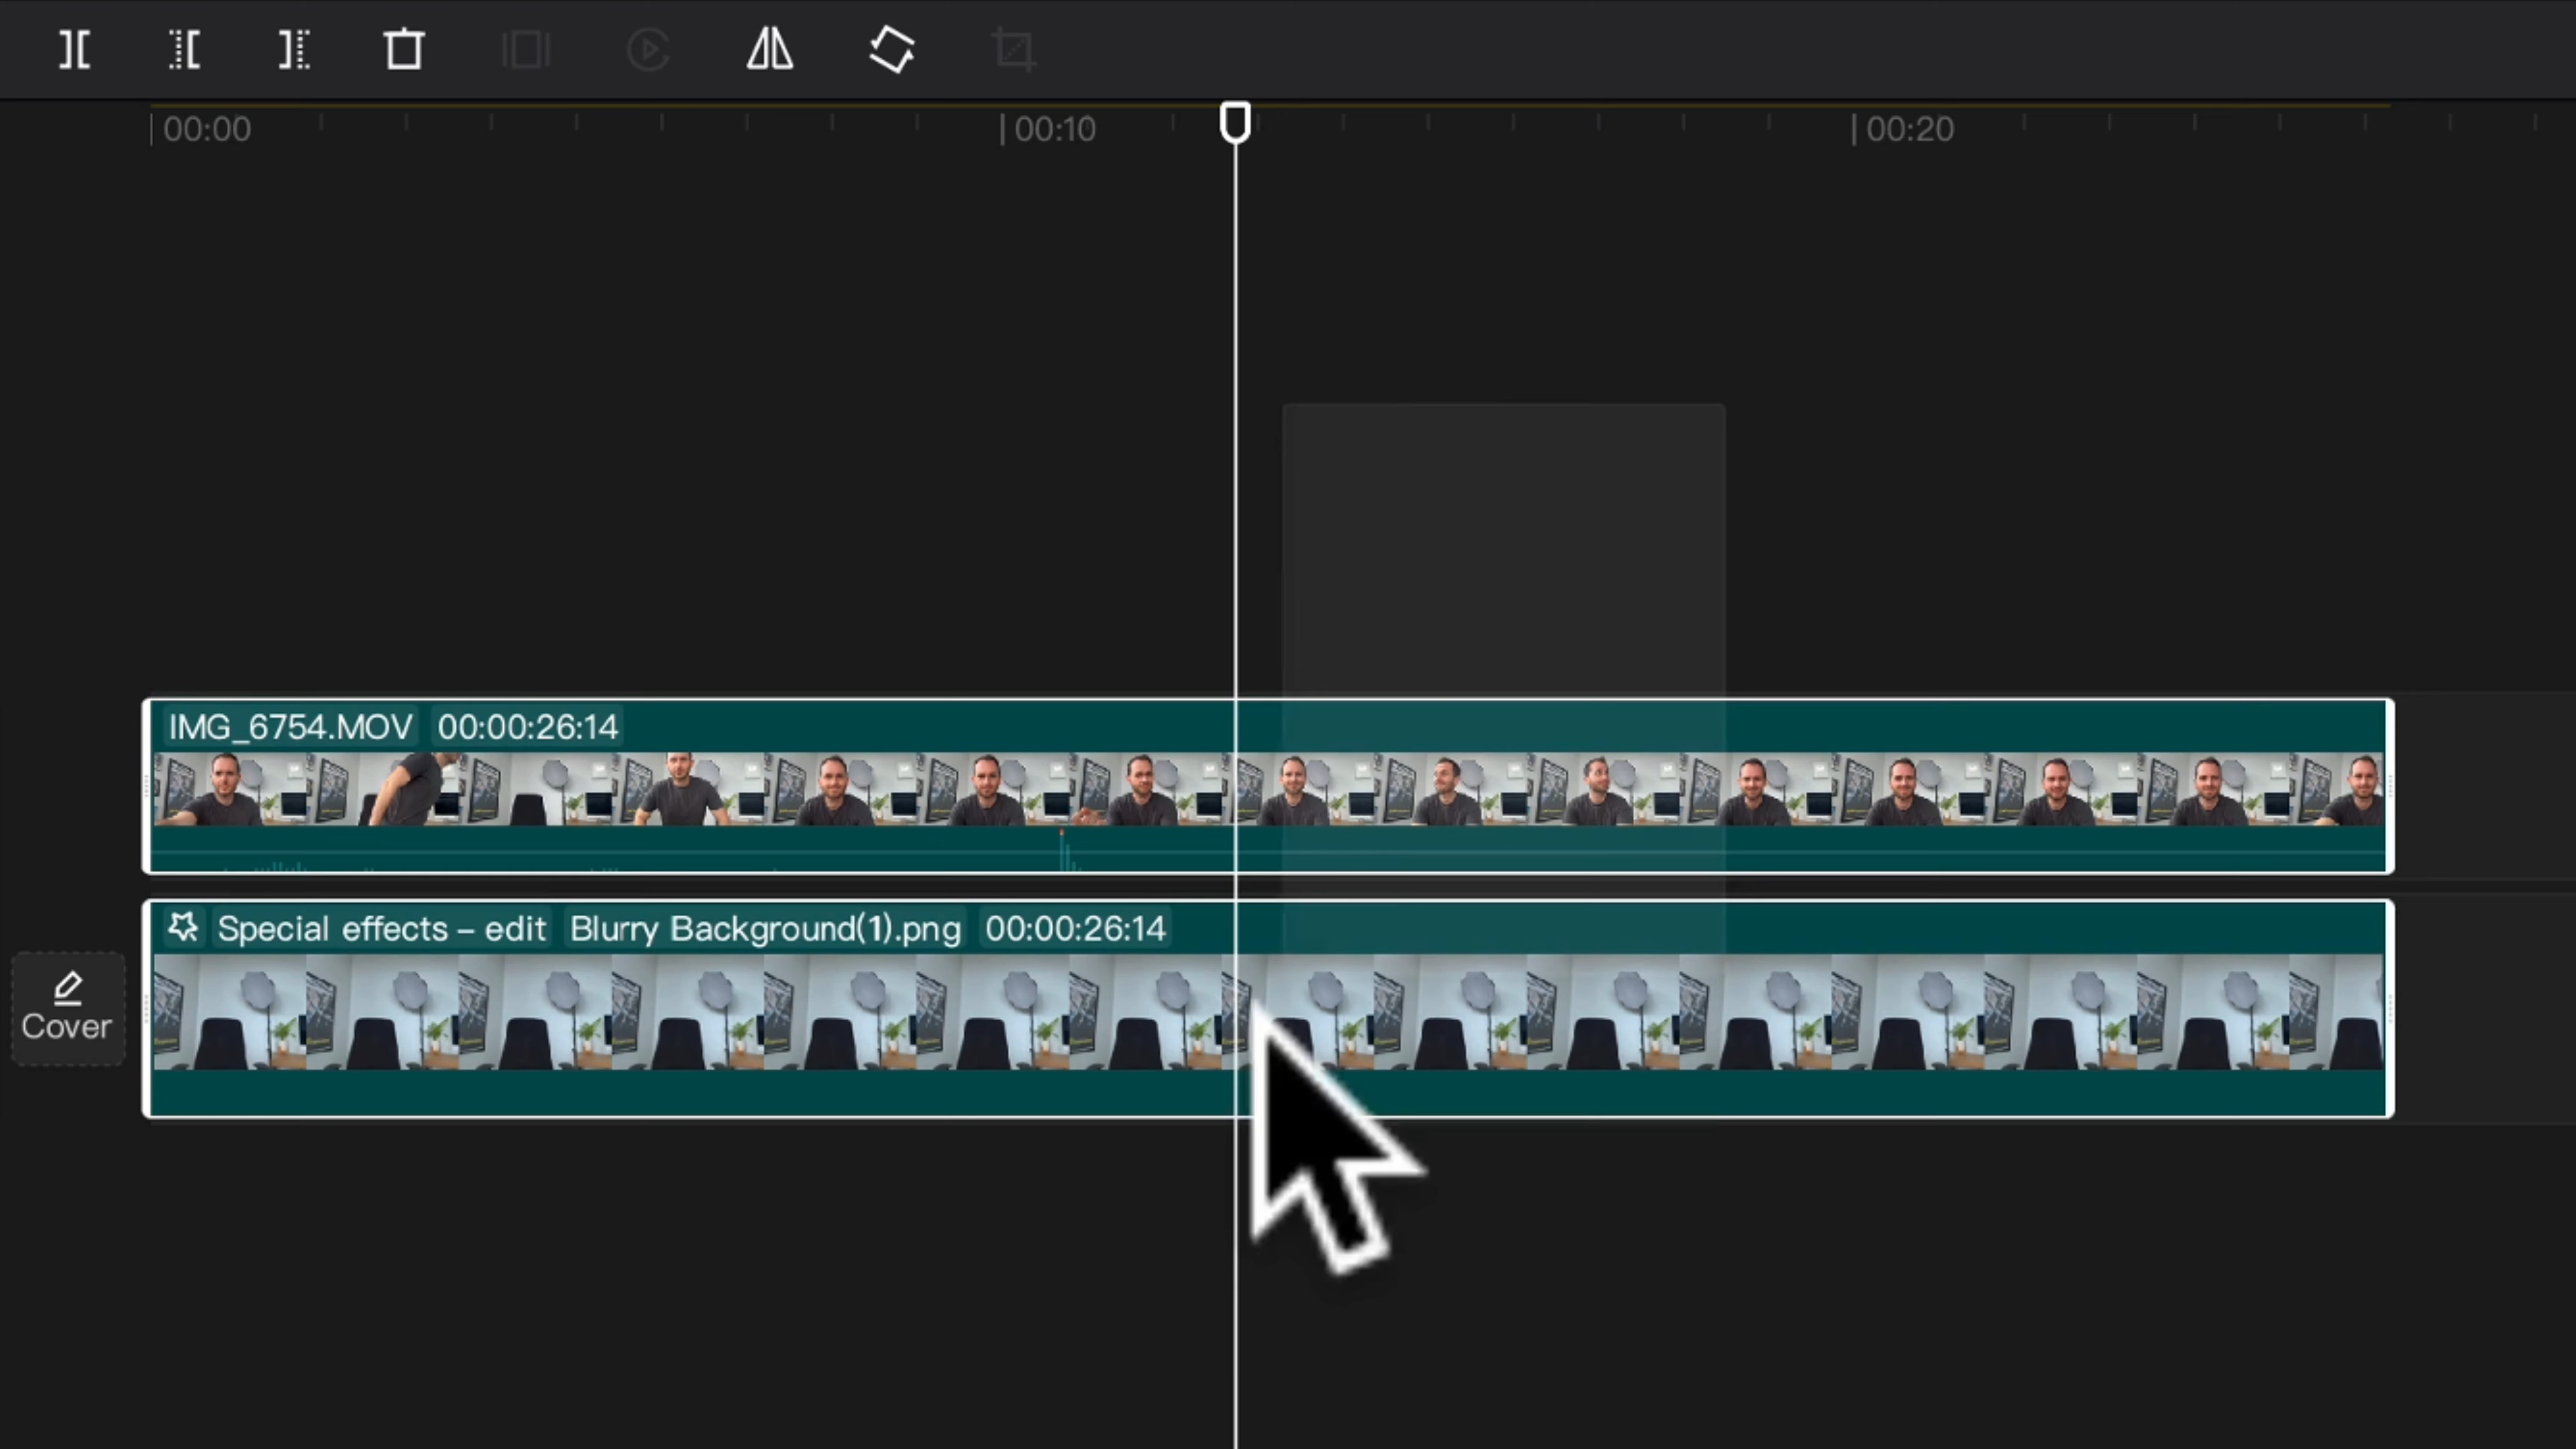 00:00 00:10 00:20
IMG_6754.MOV 00:00:26:14
Special effects – edit Blurry Background(1).png 00:00:26:14
Cover